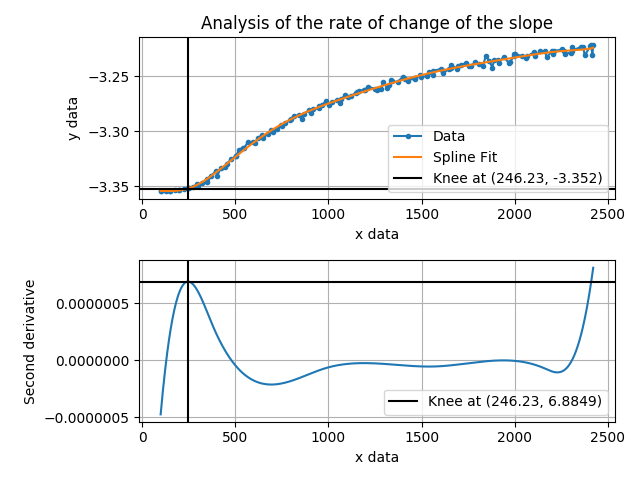 Analysis of the rate of change of the slope
y data
−3.25
−3.30
−3.35
Data
Spline Fit
Knee at (246.23, -3.352)
0 500 1000 1500 2000 2500
x data
Second derivative
0.0000005
0.0000000
−0.0000005
Knee at (246.23, 6.8849)
0 500 1000 1500 2000 2500
x data